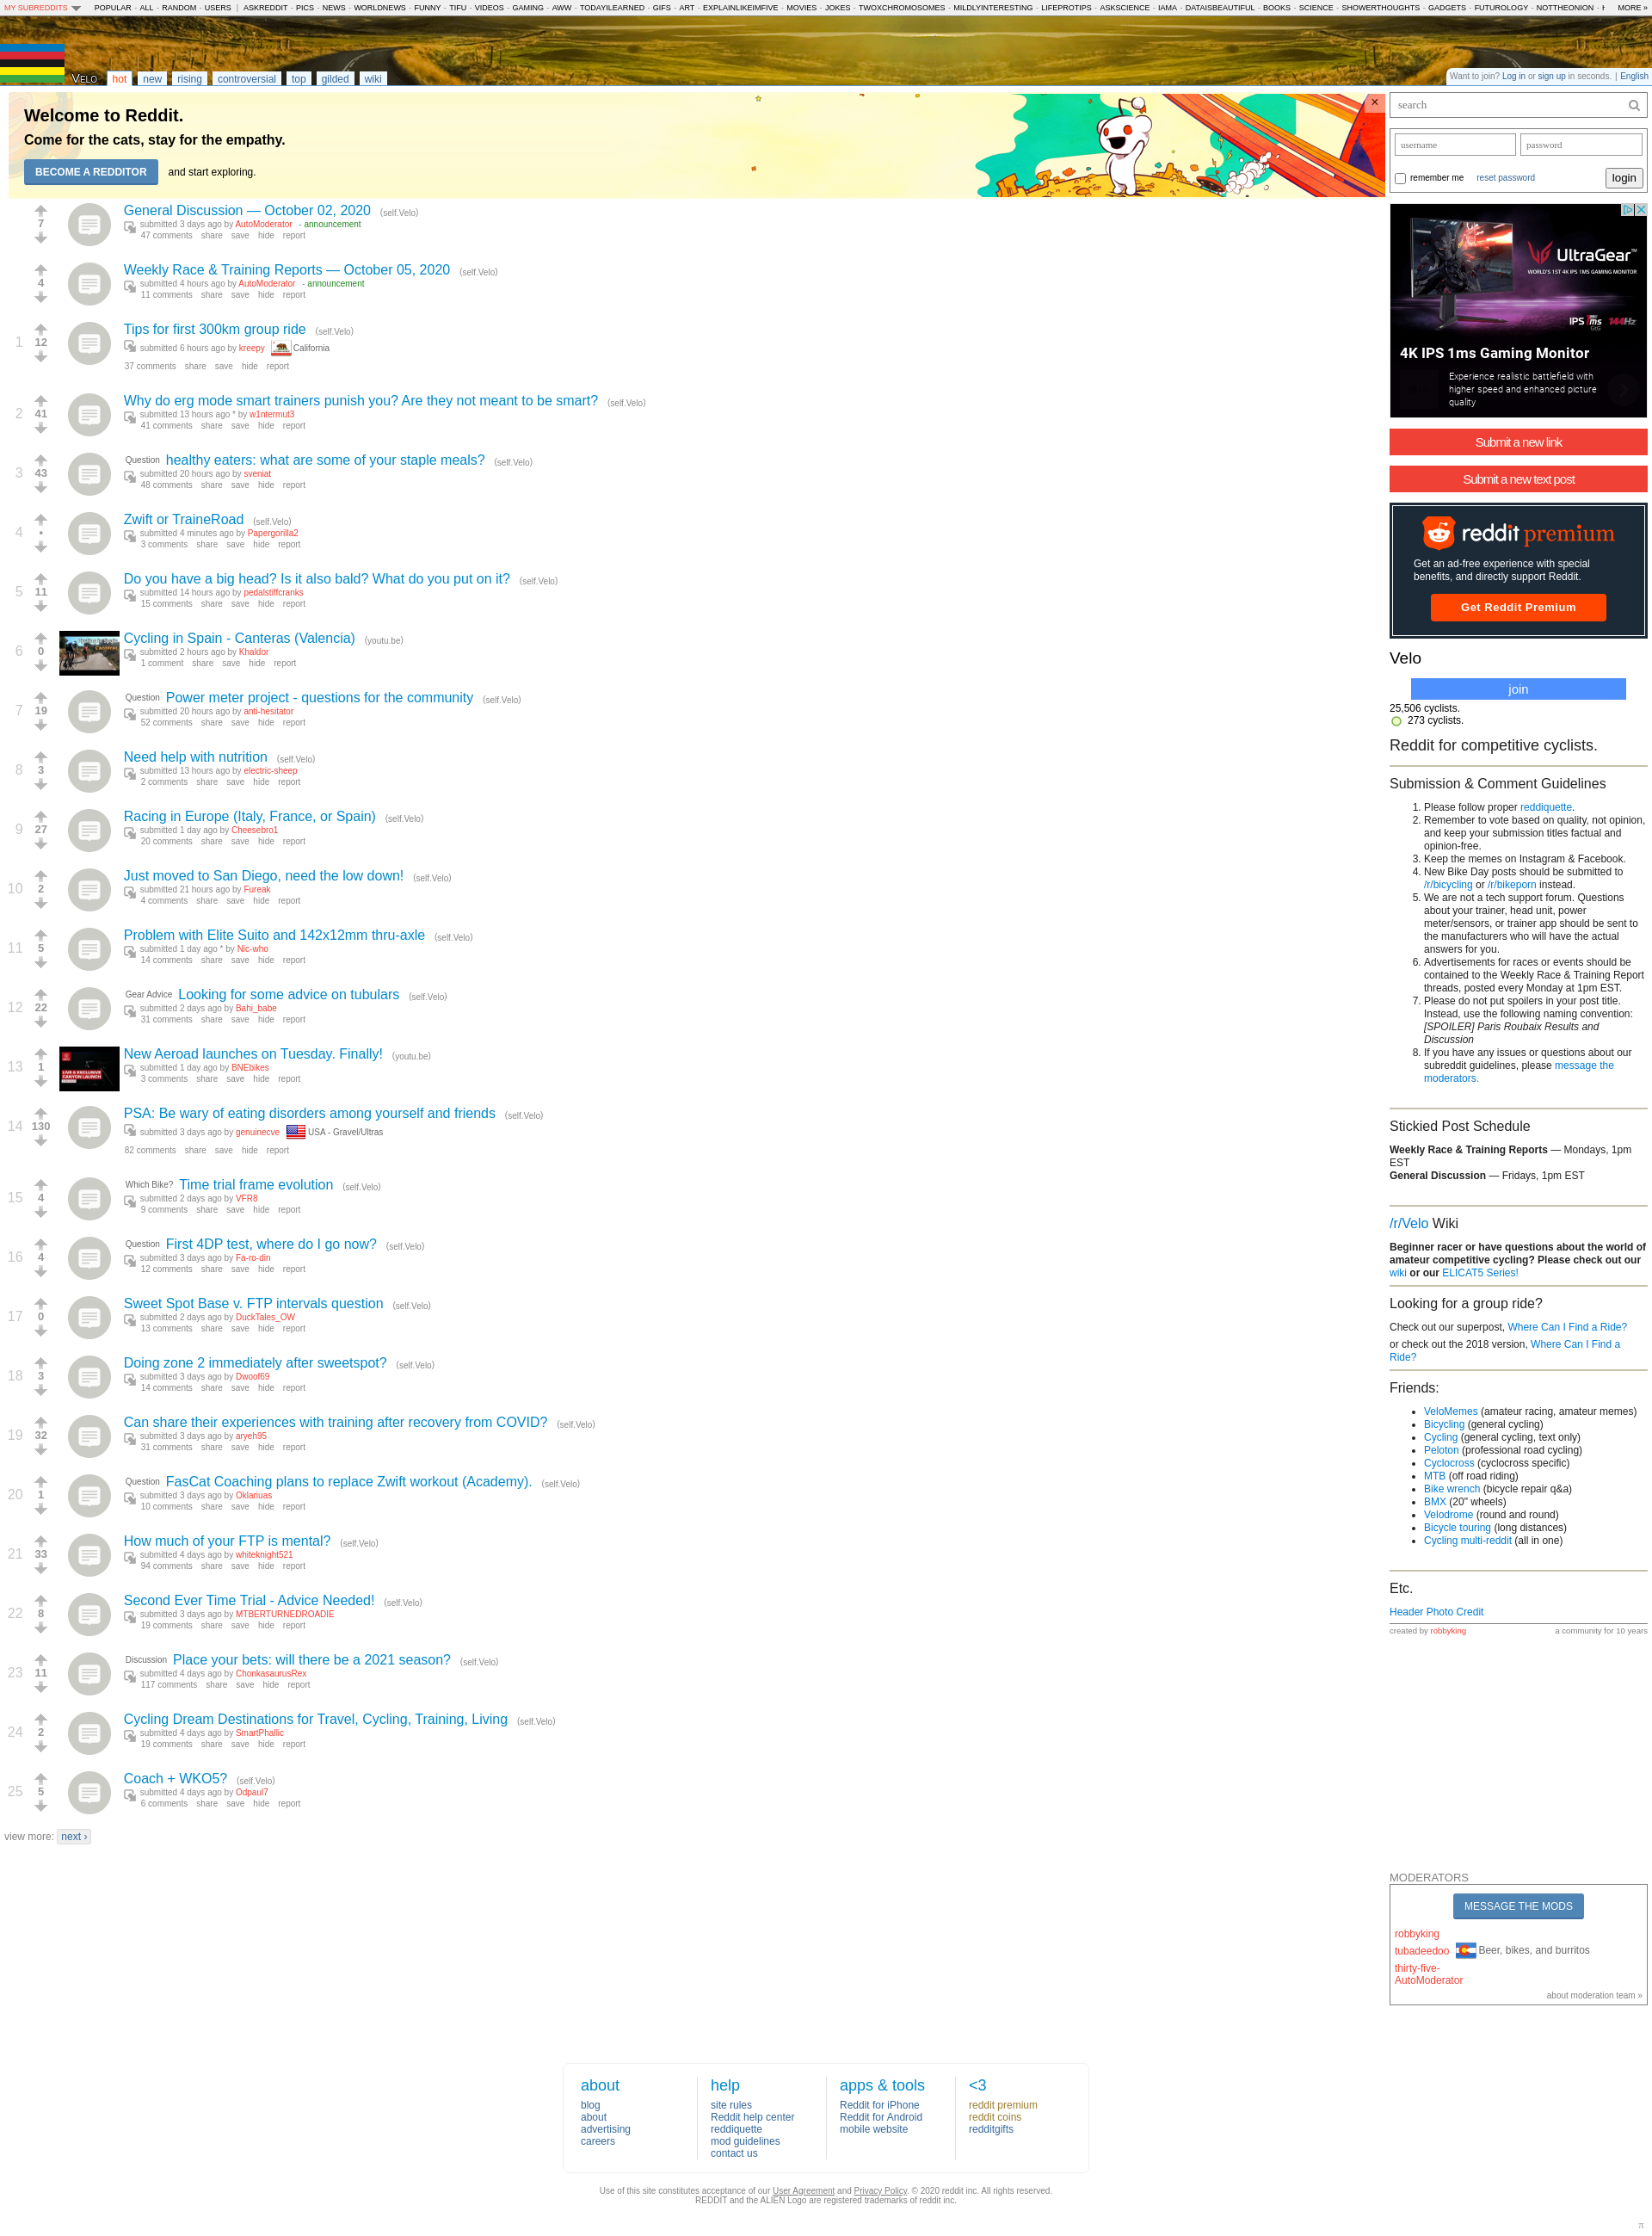 MY SUBREDDITS POPULAR - ALL - RANDOM - USERS | ASKREDDIT - PICS - NEWS - WORLDNEWS - FUNNY - TIFU - VIDEOS - GAMING - AWW - TODAYILEARNED - GIFS - ART - EXPLAINLIKEIMFIVE - MOVIES - JOKES - TWOXCHROMOSOMES - MILDLYINTERESTING - LIFEPROTIPS - ASKSCIENCE - IAMA - DATAISBEAUTIFUL - BOOKS - SCIENCE - SHOWERTHOUGHTS - GADGETS - FUTUROLOGY - NOTTHEONION - MORE »
VELO hot new rising controversial top gilded wiki
Want to join? Log in or sign up in seconds. | English
Welcome to Reddit.
Come for the cats, stay for the empathy.
BECOME A REDDITOR and start exploring.
7
General Discussion — October 02, 2020 (self.Velo)
submitted 3 days ago by AutoModerator - announcement
47 comments share save hide report
4
Weekly Race & Training Reports — October 05, 2020 (self.Velo)
submitted 4 hours ago by AutoModerator - announcement
11 comments share save hide report
1 12
Tips for first 300km group ride (self.Velo)
submitted 6 hours ago by kreepy California
37 comments share save hide report
2 41
Why do erg mode smart trainers punish you? Are they not meant to be smart? (self.Velo)
submitted 13 hours ago * by w1ntermut3
41 comments share save hide report
3 43
Question healthy eaters: what are some of your staple meals? (self.Velo)
submitted 20 hours ago by sveniat
48 comments share save hide report
4 •
Zwift or TraineRoad (self.Velo)
submitted 4 minutes ago by Papergorilla2
3 comments share save hide report
5 11
Do you have a big head? Is it also bald? What do you put on it? (self.Velo)
submitted 14 hours ago by pedalstiffcranks
15 comments share save hide report
6 0
Cycling in Spain - Canteras (Valencia) (youtu.be)
submitted 2 hours ago by Khaldor
1 comment share save hide report
7 19
Question Power meter project - questions for the community (self.Velo)
submitted 20 hours ago by anti-hesitator
52 comments share save hide report
8 3
Need help with nutrition (self.Velo)
submitted 13 hours ago by electric-sheep
2 comments share save hide report
9 27
Racing in Europe (Italy, France, or Spain) (self.Velo)
submitted 1 day ago by Cheesebro1
20 comments share save hide report
10 2
Just moved to San Diego, need the low down! (self.Velo)
submitted 21 hours ago by Fureak
4 comments share save hide report
11 5
Problem with Elite Suito and 142x12mm thru-axle (self.Velo)
submitted 1 day ago * by Nic-who
14 comments share save hide report
12 22
Gear Advice Looking for some advice on tubulars (self.Velo)
submitted 2 days ago by Bahi_babe
31 comments share save hide report
13 1
New Aeroad launches on Tuesday. Finally! (youtu.be)
submitted 1 day ago by BNEbikes
3 comments share save hide report
14 130
PSA: Be wary of eating disorders among yourself and friends (self.Velo)
submitted 3 days ago by genuinecve USA - Gravel/Ultras
82 comments share save hide report
15 4
Which Bike? Time trial frame evolution (self.Velo)
submitted 2 days ago by VFR8
9 comments share save hide report
16 4
Question First 4DP test, where do I go now? (self.Velo)
submitted 3 days ago by Fa-ro-din
12 comments share save hide report
17 0
Sweet Spot Base v. FTP intervals question (self.Velo)
submitted 2 days ago by DuckTales_OW
13 comments share save hide report
18 3
Doing zone 2 immediately after sweetspot? (self.Velo)
submitted 3 days ago by Dwoof69
14 comments share save hide report
19 32
Can share their experiences with training after recovery from COVID? (self.Velo)
submitted 3 days ago by aryeh95
31 comments share save hide report
20 1
Question FasCat Coaching plans to replace Zwift workout (Academy). (self.Velo)
submitted 3 days ago by Oklariuas
10 comments share save hide report
21 33
How much of your FTP is mental? (self.Velo)
submitted 4 days ago by whiteknight521
94 comments share save hide report
22 8
Second Ever Time Trial - Advice Needed! (self.Velo)
submitted 3 days ago by MTBERTURNEDROADIE
19 comments share save hide report
23 11
Discussion Place your bets: will there be a 2021 season? (self.Velo)
submitted 4 days ago by ChonkasaurusRex
117 comments share save hide report
24 2
Cycling Dream Destinations for Travel, Cycling, Training, Living (self.Velo)
submitted 4 days ago by SmartPhallic
19 comments share save hide report
25 5
Coach + WKO5? (self.Velo)
submitted 4 days ago by Odpaul7
6 comments share save hide report
view more: next ›
search
username password
remember me reset password login
UltraGear
WORLD'S 1ST 4K IPS 1MS GAMING MONITOR
IPS 1ms GtG 144Hz
4K IPS 1ms Gaming Monitor
Experience realistic battlefield with
higher speed and enhanced picture
quality
Submit a new link
Submit a new text post
reddit premium
Get an ad-free experience with special
benefits, and directly support Reddit.
Get Reddit Premium
Velo
join
25,506 cyclists.
273 cyclists.
Reddit for competitive cyclists.
Submission & Comment Guidelines
1. Please follow proper reddiquette.
2. Remember to vote based on quality, not opinion,
and keep your submission titles factual and
opinion-free.
3. Keep the memes on Instagram & Facebook.
4. New Bike Day posts should be submitted to
/r/bicycling or /r/bikeporn instead.
5. We are not a tech support forum. Questions
about your trainer, head unit, power
meter/sensors, or trainer app should be sent to
the manufacturers who will have the actual
answers for you.
6. Advertisements for races or events should be
contained to the Weekly Race & Training Report
threads, posted every Monday at 1pm EST.
7. Please do not put spoilers in your post title.
Instead, use the following naming convention:
[SPOILER] Paris Roubaix Results and
Discussion
8. If you have any issues or questions about our
subreddit guidelines, please message the
moderators.
Stickied Post Schedule
Weekly Race & Training Reports — Mondays, 1pm
EST
General Discussion — Fridays, 1pm EST
/r/Velo Wiki
Beginner racer or have questions about the world of
amateur competitive cycling? Please check out our
wiki or our ELICAT5 Series!
Looking for a group ride?
Check out our superpost, Where Can I Find a Ride?
or check out the 2018 version, Where Can I Find a
Ride?
Friends:
• VeloMemes (amateur racing, amateur memes)
• Bicycling (general cycling)
• Cycling (general cycling, text only)
• Peloton (professional road cycling)
• Cyclocross (cyclocross specific)
• MTB (off road riding)
• Bike wrench (bicycle repair q&a)
• BMX (20" wheels)
• Velodrome (round and round)
• Bicycle touring (long distances)
• Cycling multi-reddit (all in one)
Etc.
Header Photo Credit
created by robbyking a community for 10 years
MODERATORS
MESSAGE THE MODS
robbyking
tubadeedoo Beer, bikes, and burritos
thirty-five-
AutoModerator
about moderation team »
about
blog
about
advertising
careers
help
site rules
Reddit help center
reddiquette
mod guidelines
contact us
apps & tools
Reddit for iPhone
Reddit for Android
mobile website
<3
reddit premium
reddit coins
redditgifts
Use of this site constitutes acceptance of our User Agreement and Privacy Policy. © 2020 reddit inc. All rights reserved.
REDDIT and the ALIEN Logo are registered trademarks of reddit inc.
π